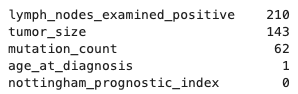 lymph_nodes_examined_positive    210
tumor_size                       143
mutation_count                    62
age_at_diagnosis                   1
nottingham_prognostic_index        0